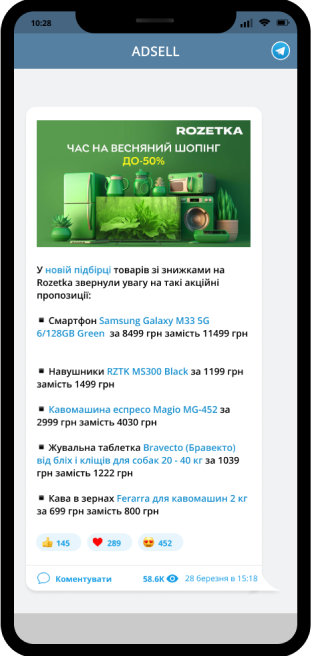 10:28
ADSELL
ROZETKA
ЧАС НА ВЕСНЯНИЙ ШОПІНГ
ДО-50%
У новій підбірці товарів зі знижками на
Rozetka звернули увагу на такі акційні
пропозиції:
▪ Смартфон Samsung Galaxy M33 5G
6/128GB Green за 8499 грн замість 11499 грн
▪ Навушники RZTK MS300 Black за 1199 грн
замість 1499 грн
▪ Кавомашина еспресо Magio MG-452 за
2999 грн замість 4030 грн
▪ Жувальна таблетка Bravecto (Бравекто)
від бліх і кліщів для собак 20 - 40 кг за 1039
грн замість 1222 грн
▪ Кава в зернах Ferarra для кавомашин 2 кг
за 699 грн замість 800 грн
👍 145 ❤ 289 😍 452
Коментувати 58.6K 28 березня в 15:18